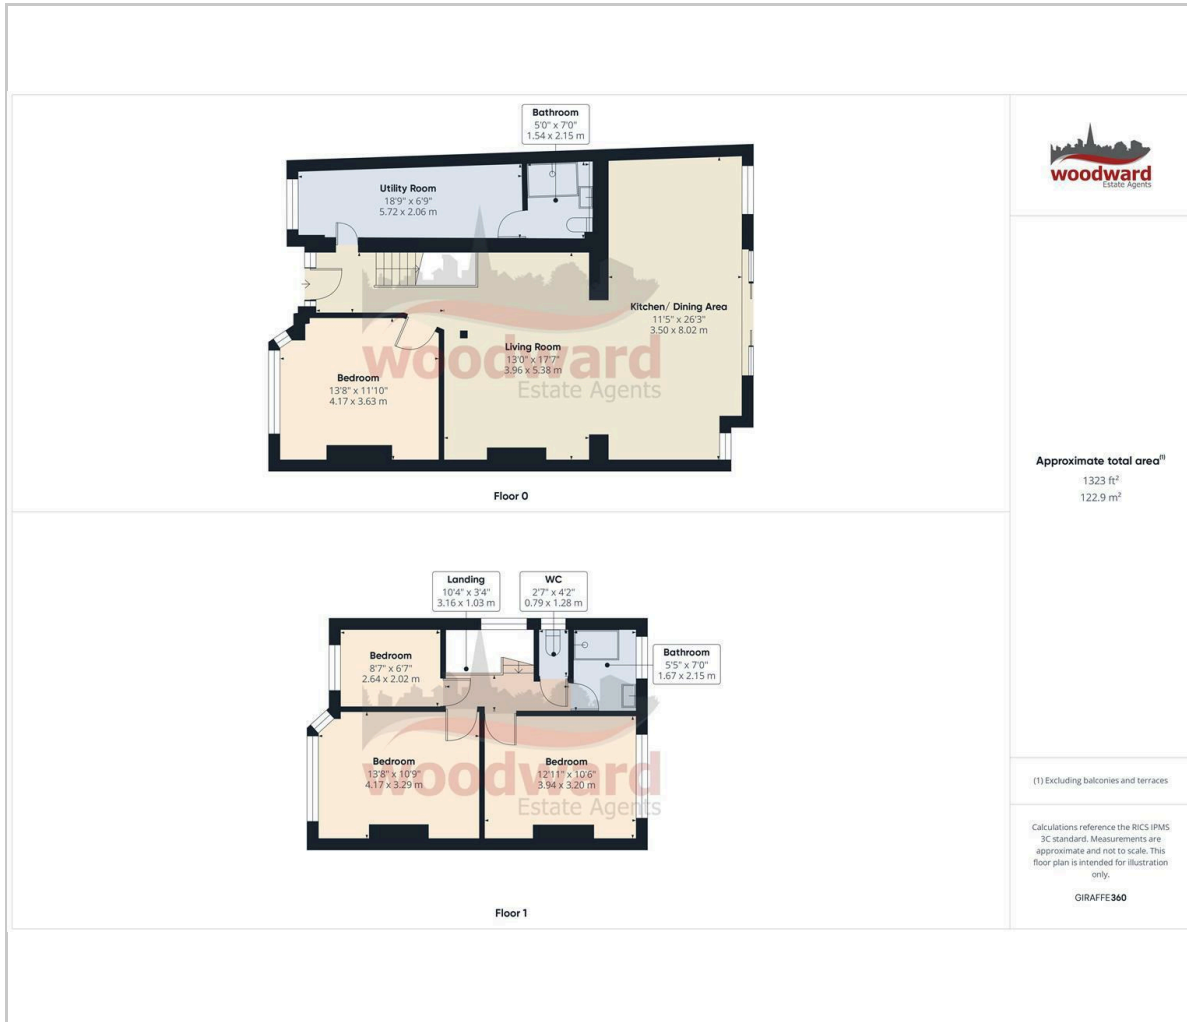 Bathroom
5'0" x 7'0"
1.54 x 2.15 m
Utility Room
18'9" x 6'9"
5.72 x 2.06 m
Kitchen/ Dining Area
11'5" x 26'3"
3.50 x 8.02 m
Living Room
13'0" x 17'7"
3.96 x 5.38 m
Bedroom
13'8" x 11'10"
4.17 x 3.63 m
woodward
Estate Agents
Floor 0
Landing
10'4" x 3'4"
3.16 x 1.03 m
WC
2'7" x 4'2"
0.79 x 1.28 m
Bathroom
5'5" x 7'0"
1.67 x 2.15 m
Bedroom
8'7" x 6'7"
2.64 x 2.02 m
Bedroom
13'8" x 10'9"
4.17 x 3.29 m
Bedroom
12'11" x 10'6"
3.94 x 3.20 m
woodward
Estate Agents
Floor 1
woodward
Estate Agents
Approximate total area(1)
1323 ft²
122.9 m²
(1) Excluding balconies and terraces
Calculations reference the RICS IPMS
3C standard. Measurements are
approximate and not to scale. This
floor plan is intended for illustration
only.
GIRAFFE360